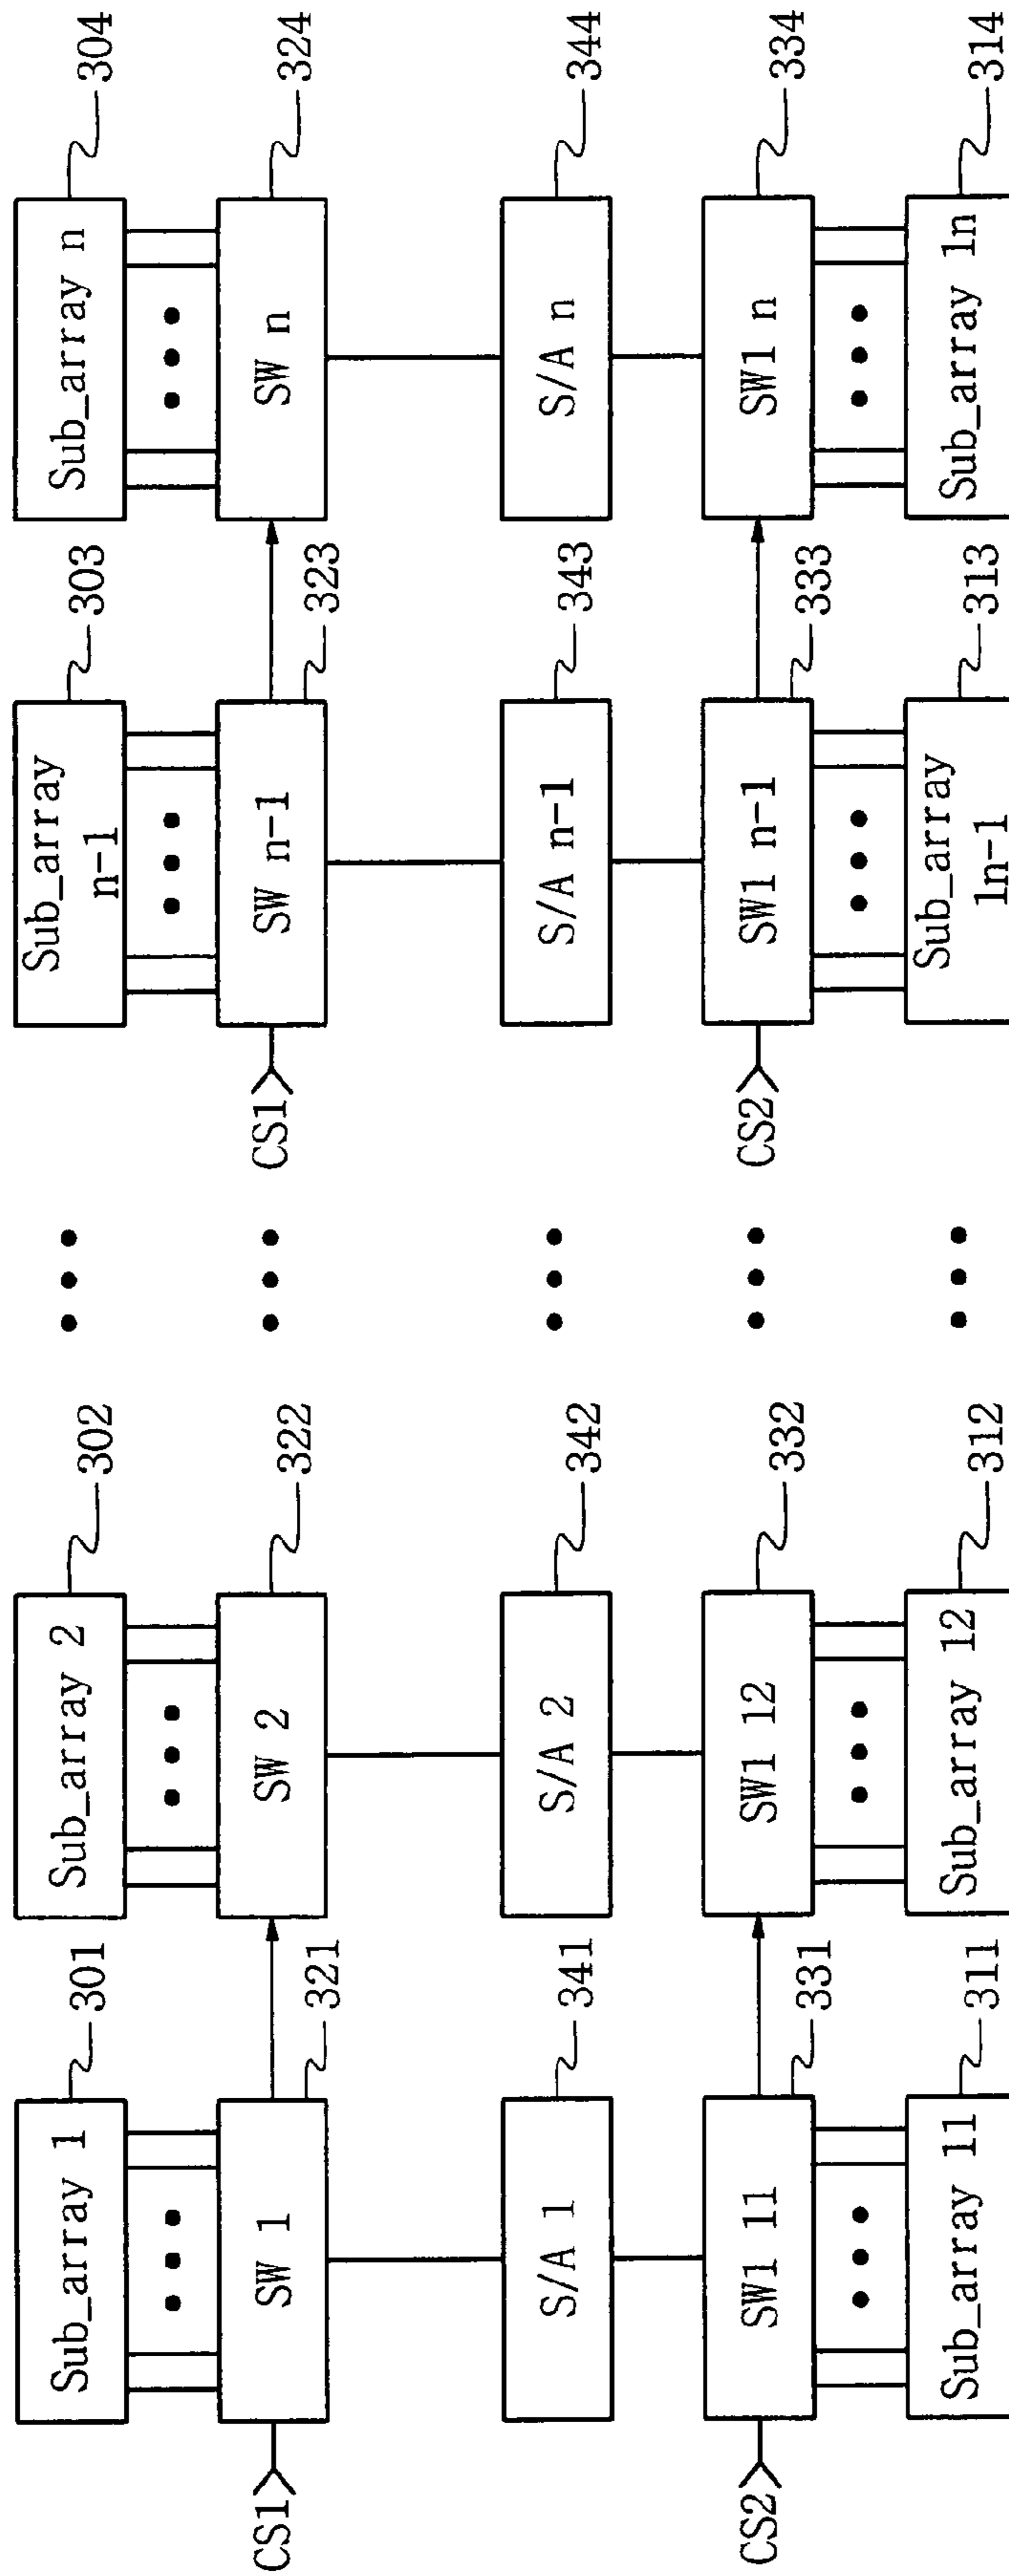 301
302
303
304
Sub_array 1
Sub_array 2
Sub_array
n-1
Sub_array n
CS1
SW 1
321
SW 2
322
CS1
SW n-1
323
SW n
324
S/A 1
341
S/A 2
342
S/A n-1
343
S/A n
344
CS2
SW1 11
331
SW1 12
332
CS2
SW1 n-1
333
SW1 n
334
Sub_array 11
311
Sub_array 12
312
Sub_array
1n-1
313
Sub_array 1n
314